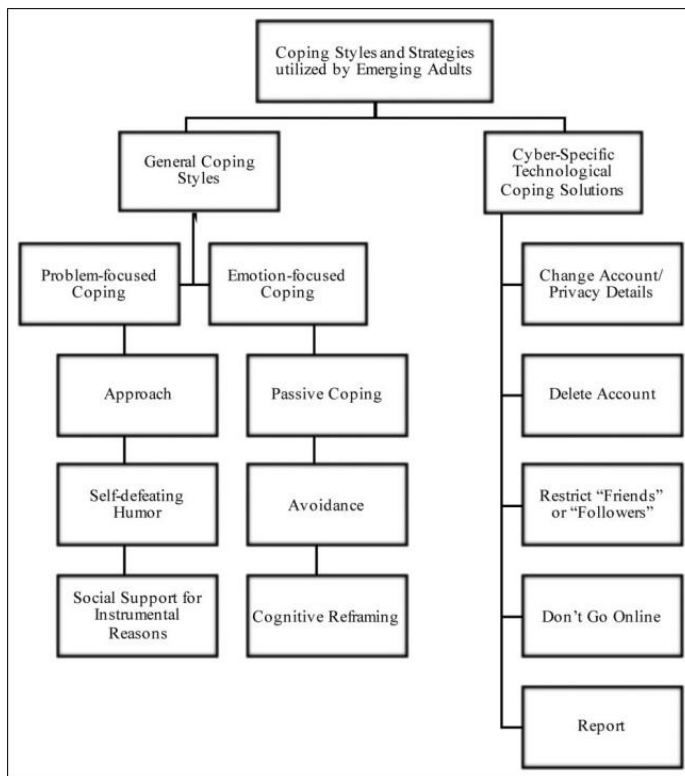 Coping Styles and Strategies
utilized by Emerging Adults
General Coping
Styles
Cyber-Specific
Technological
Coping Solutions
Problem-focused
Coping
Emotion-focused
Coping
Change Account/
Privacy Details
Approach
Passive Coping
Delete Account
Self-defeating
Humor
Avoidance
Restrict “Friends”
or “Followers”
Social Support for
Instrumental
Reasons
Cognitive Reframing
Don’t Go Online
Report